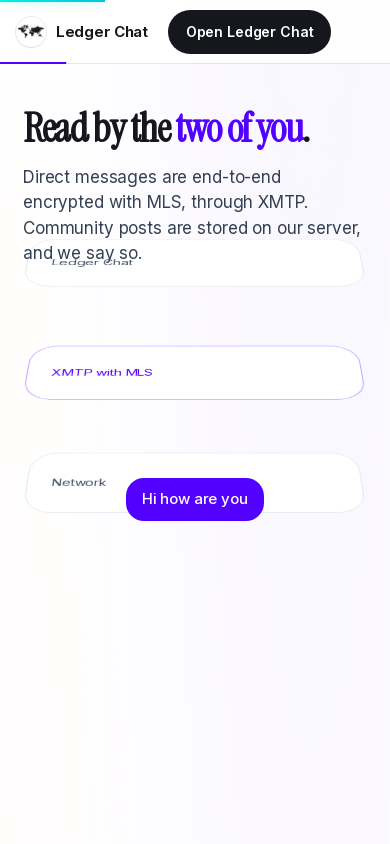 Ledger Chat
Open Ledger Chat
Read by the two of you.
Direct messages are end-to-end
encrypted with MLS, through XMTP.
Community posts are stored on our server,
and we say so.
Ledger Chat
XMTP with MLS
Network
Hi how are you